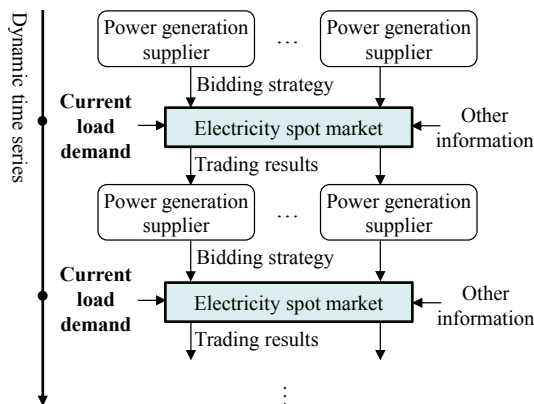 Dynamic time series
Power generation
supplier
...
Power generation
supplier
Bidding strategy
Current
load
demand
Electricity spot market
Other
information
Trading results
Power generation
supplier
...
Power generation
supplier
Bidding strategy
Current
load
demand
Electricity spot market
Other
information
Trading results
⋮